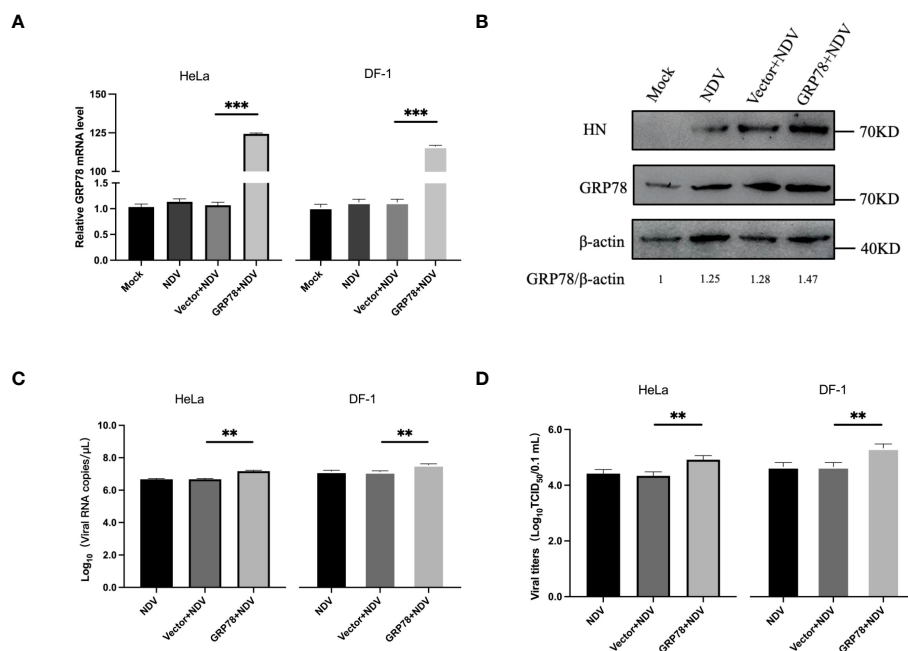 A
HeLa
DF-1
Relative GRP78 mRNA level
150
125
100
1.5
1.0
0.5
0.0
***
***
Mock
NDV
Vector+NDV
GRP78+NDV
Mock
NDV
Vector+NDV
GRP78+NDV
B
Mock
NDV
Vector+NDV
GRP78+NDV
HN
70KD
GRP78
70KD
β-actin
40KD
GRP78/β-actin 1 1.25 1.28 1.47
C
HeLa
DF-1
Log10 (Viral RNA copies/μL)
10.0
8.0
6.0
4.0
2.0
0.0
**
**
NDV
Vector+NDV
GRP78+NDV
NDV
Vector+NDV
GRP78+NDV
D
HeLa
DF-1
Viral titers (Log10TCID50/0.1 mL)
6.0
4.0
2.0
0.0
**
**
NDV
Vector+NDV
GRP78+NDV
NDV
Vector+NDV
GRP78+NDV